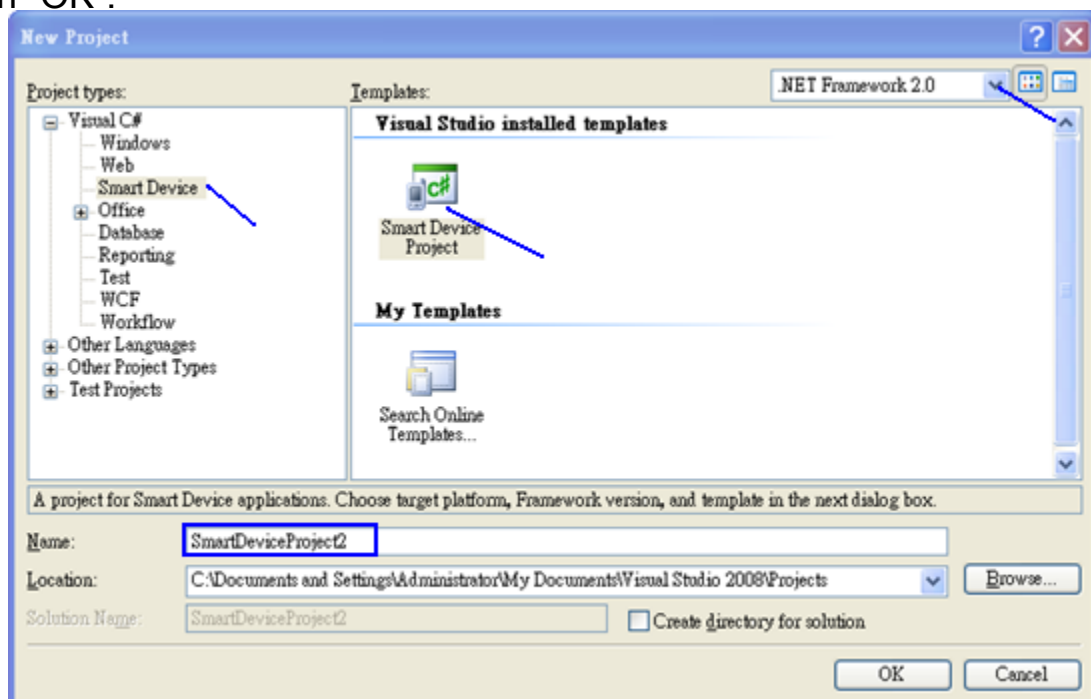 "OK".
New Project
Project types:
Templates:
.NET Framework 2.0
Visual C#
Windows
Web
Smart Device
Office
Database
Reporting
Test
WCF
Workflow
Other Languages
Other Project Types
Test Projects
Visual Studio installed templates
Smart Device
Project
My Templates
Search Online
Templates...
A project for Smart Device applications. Choose target platform, Framework version, and template in the next dialog box.
Name:
SmartDeviceProject2
Location:
C:\Documents and Settings\Administrator\My Documents\Visual Studio 2008\Projects
Browse...
Solution Name:
SmartDeviceProject2
Create directory for solution
OK
Cancel